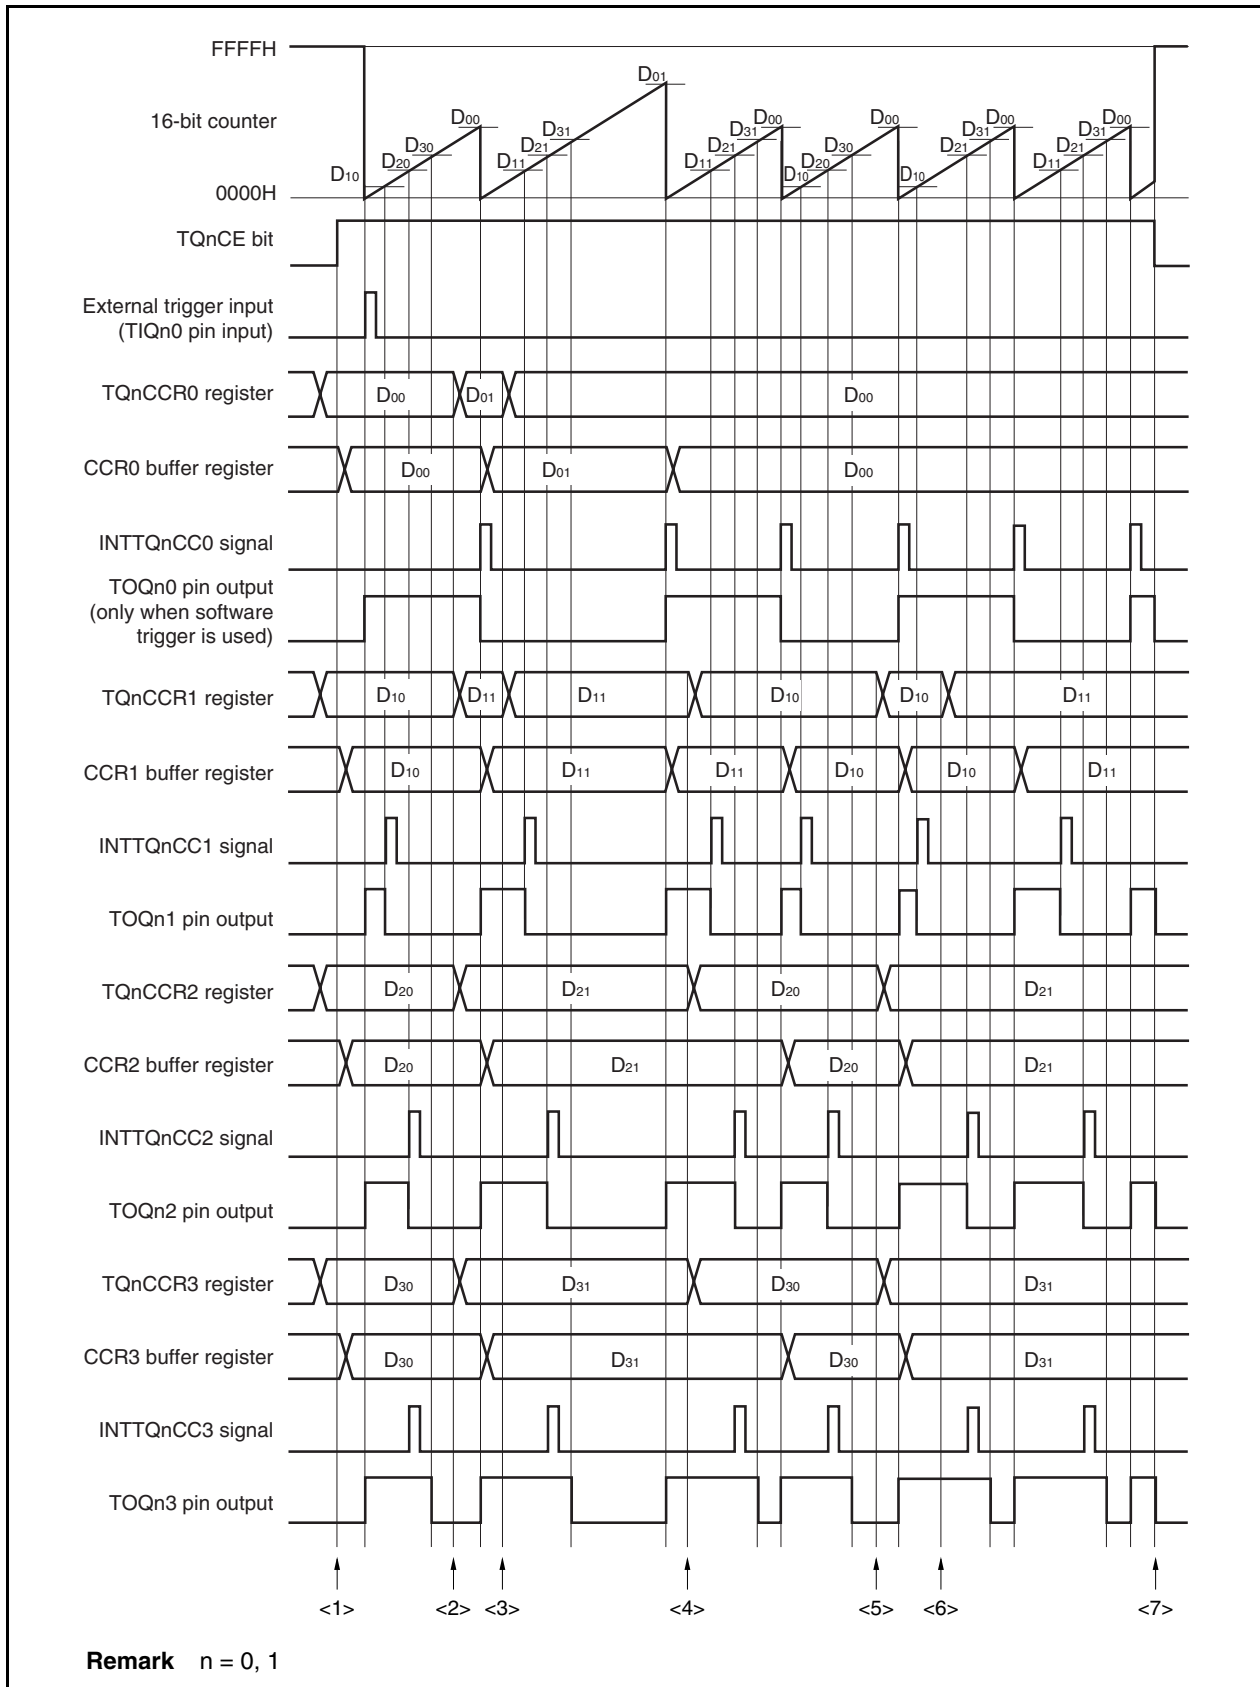 FFFFH
16-bit counter
0000H
D10 D20 D30 D00 D11 D21 D31 D01 D11 D21 D31 D00 D10 D20 D30 D00 D10 D21 D31 D00 D11 D21 D31 D00
TQnCE bit
External trigger input
(TIQn0 pin input)
TQnCCR0 register D00 D01 D00
CCR0 buffer register D00 D01 D00
INTTQnCC0 signal
TOQn0 pin output
(only when software
trigger is used)
TQnCCR1 register D10 D11 D11 D10 D10 D11
CCR1 buffer register D10 D11 D11 D10 D10 D11
INTTQnCC1 signal
TOQn1 pin output
TQnCCR2 register D20 D21 D20 D21
CCR2 buffer register D20 D21 D20 D21
INTTQnCC2 signal
TOQn2 pin output
TQnCCR3 register D30 D31 D30 D31
CCR3 buffer register D30 D31 D30 D31
INTTQnCC3 signal
TOQn3 pin output
<1> <2> <3> <4> <5> <6> <7>
Remark n = 0, 1